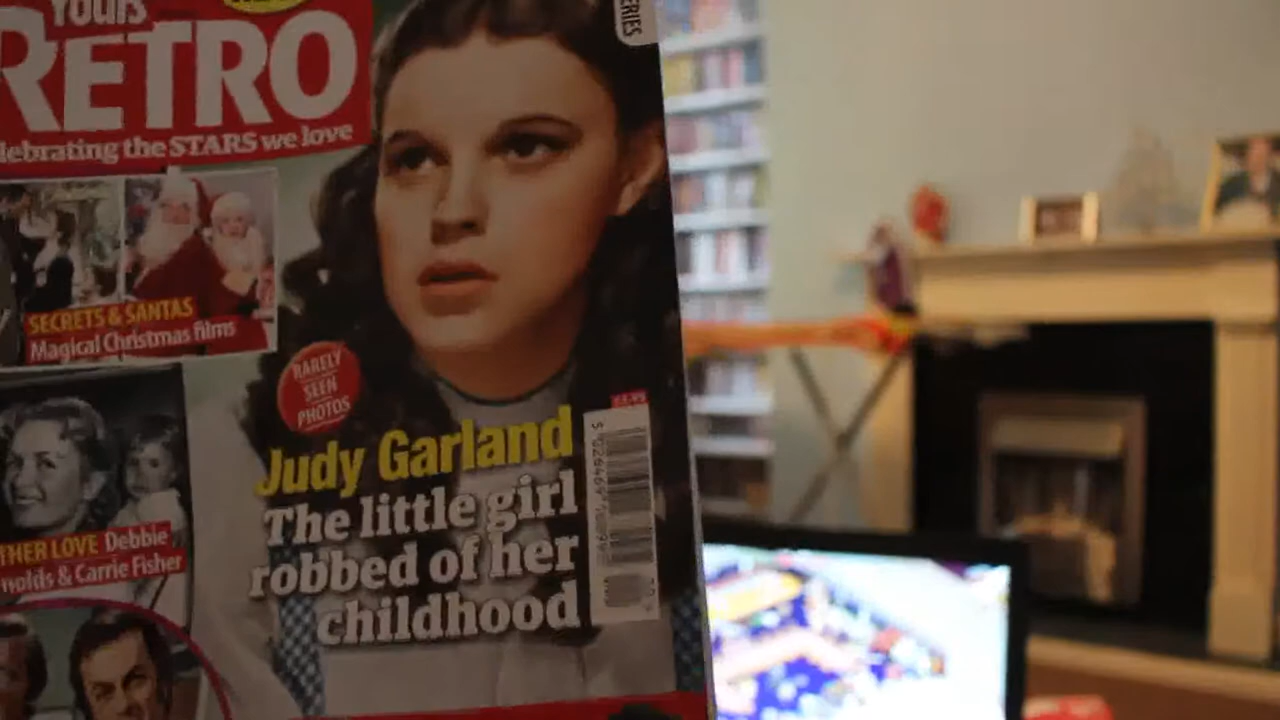 YOURS
RETRO
lebrating the STARS we love
ERIES
SECRETS & SANTAS
Magical Christmas films
RARELY
SEEN
PHOTOS
Judy Garland
The little girl
robbed of her
childhood
THER LOVE Debbie
nolds & Carrie Fisher